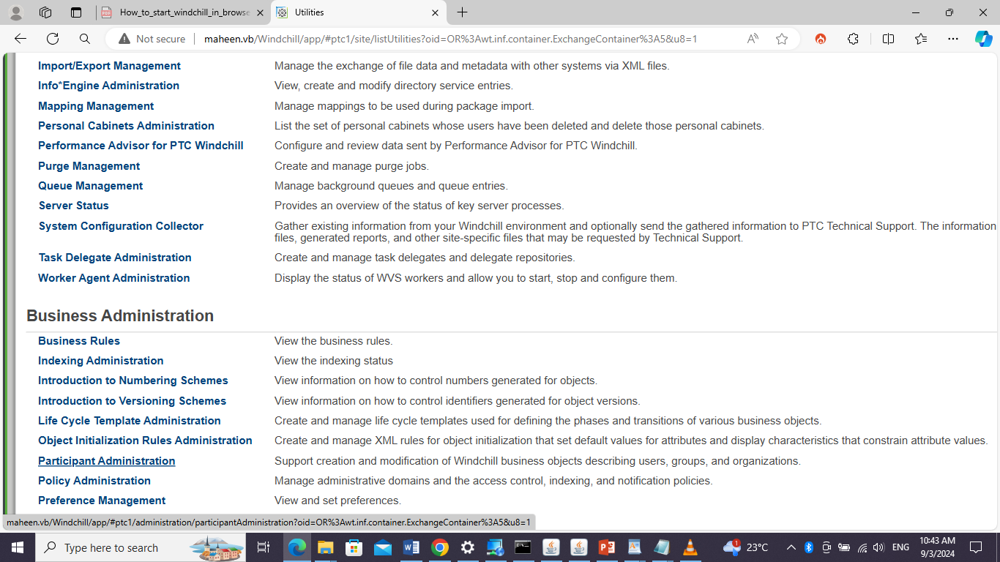 How_to_start_windchill_in_browse
Utilities
Not secure
maheen.vb/Windchill/app/#ptc1/site/listUtilities?oid=OR%3Awt.inf.container.ExchangeContainer%3A5&u8=1
Import/Export Management Manage the exchange of file data and metadata with other systems via XML files.
Info*Engine Administration View, create and modify directory service entries.
Mapping Management Manage mappings to be used during package import.
Personal Cabinets Administration List the set of personal cabinets whose users have been deleted and delete those personal cabinets.
Performance Advisor for PTC Windchill Configure and review data sent by Performance Advisor for PTC Windchill.
Purge Management Create and manage purge jobs.
Queue Management Manage background queues and queue entries.
Server Status Provides an overview of the status of key server processes.
System Configuration Collector Gather existing information from your Windchill environment and optionally send the gathered information to PTC Technical Support. The information
files, generated reports, and other site-specific files that may be requested by Technical Support.
Task Delegate Administration Create and manage task delegates and delegate repositories.
Worker Agent Administration Display the status of WVS workers and allow you to start, stop and configure them.
Business Administration
Business Rules View the business rules.
Indexing Administration View the indexing status
Introduction to Numbering Schemes View information on how to control numbers generated for objects.
Introduction to Versioning Schemes View information on how to control identifiers generated for object versions.
Life Cycle Template Administration Create and manage life cycle templates used for defining the phases and transitions of various business objects.
Object Initialization Rules Administration Create and manage XML rules for object initialization that set default values for attributes and display characteristics that constrain attribute values.
Participant Administration Support creation and modification of Windchill business objects describing users, groups, and organizations.
Policy Administration Manage administrative domains and the access control, indexing, and notification policies.
Preference Management View and set preferences.
maheen.vb/Windchill/app/#ptc1/administration/participantAdministration?oid=OR%3Awt.inf.container.ExchangeContainer%3A5&u8=1
Type here to search
23°C
ENG
10:43 AM
9/3/2024